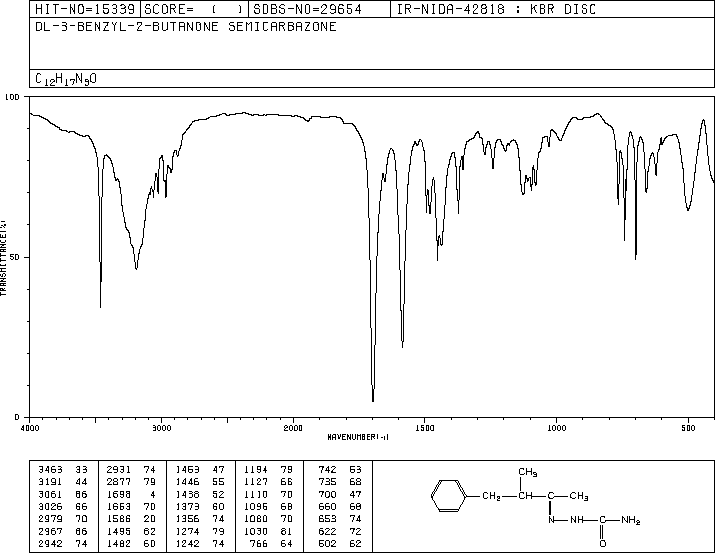 HIT-NO=15339 SCORE= ( ) SDBS-NO=29654 IR-NIDA-42818 : KBR DISC
DL-3-BENZYL-2-BUTANONE SEMICARBAZONE
C12H17N3O
100
50
0
TRANSMITTANCE(%)
4000 3000 2000 1500 1000 500
WAVENUMBER(-1)
3463 33 2931 74 1453 47 1194 79 742 53
3191 44 2877 79 1446 55 1127 66 735 68
3061 66 1698 4 1438 52 1110 70 700 47
3026 66 1653 70 1373 60 1096 68 660 68
2979 70 1586 20 1356 74 1080 70 653 74
2967 66 1495 62 1274 79 1030 81 622 72
2942 74 1482 60 1242 74 766 64 502 62
CH3
CH2 CH C CH3
N NH C NH2
O